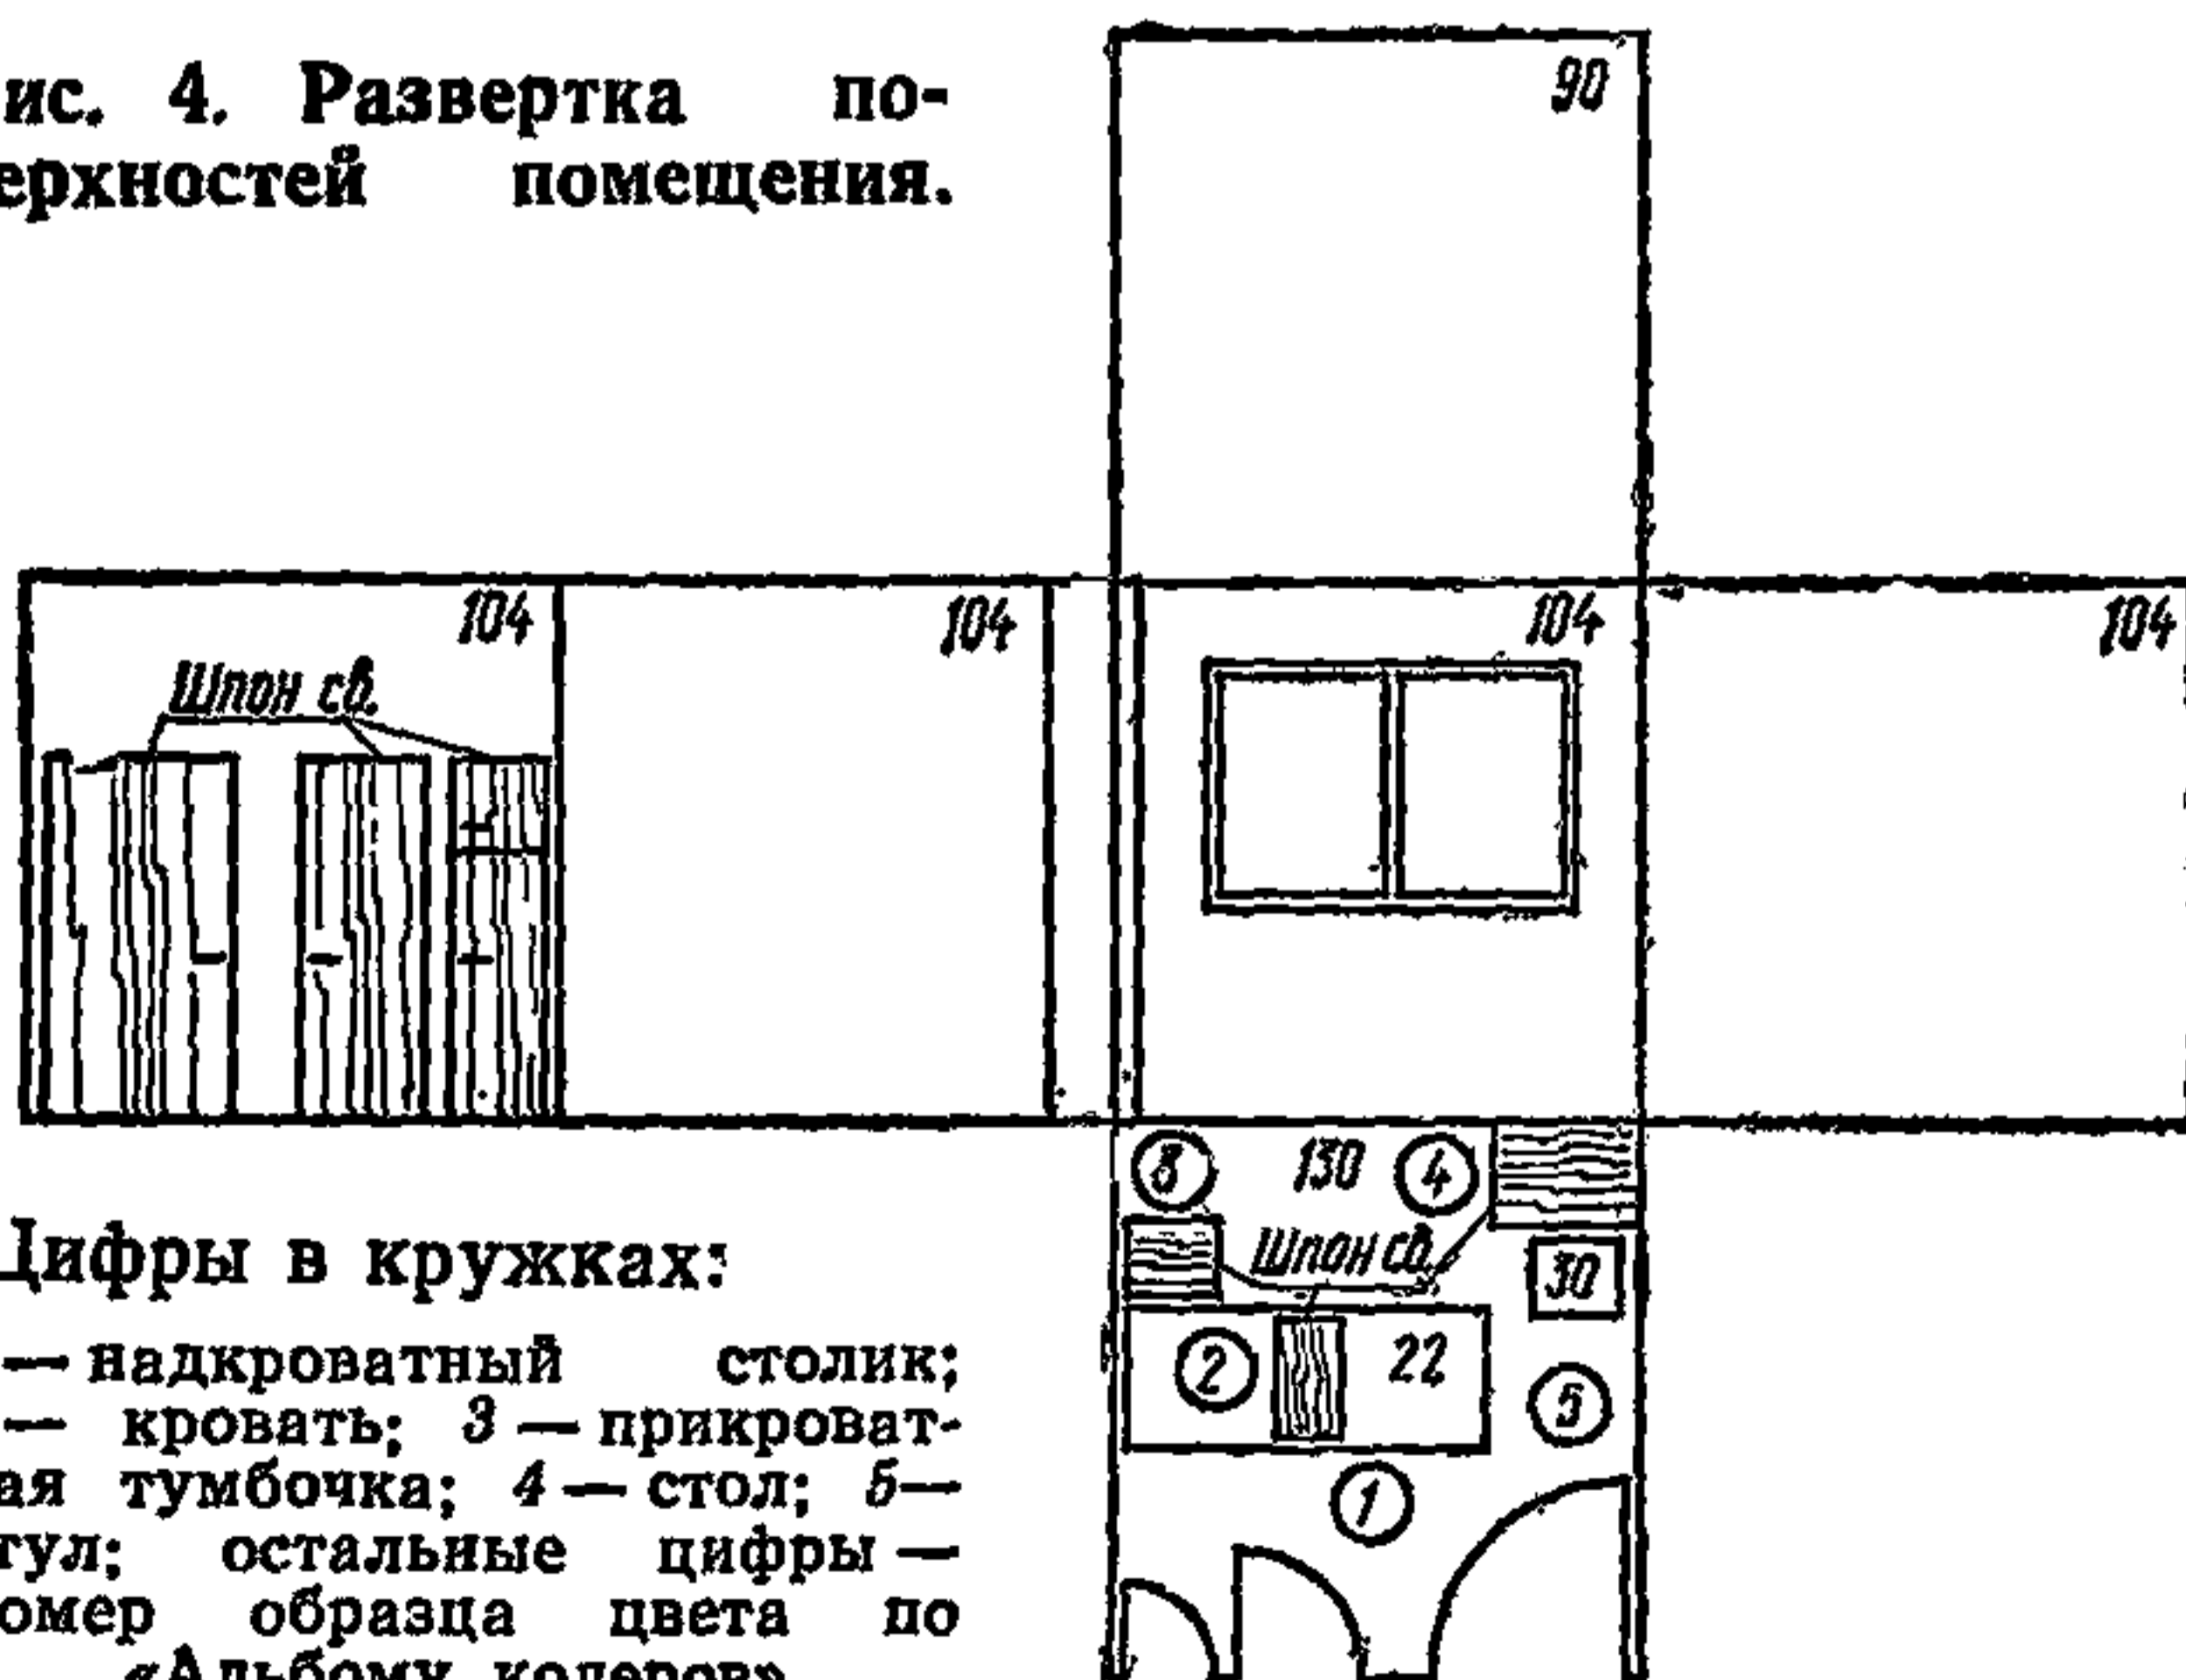 ис. 4. Развертка по-
ерхностей помещения.
90
104
104
104
104
Шпон св.
8
130
4
Шпон св.
30
2
22
5
1
Цифры в кружках:
— надкроватный столик;
— кровать; 3 — прикроват-
ая тумбочка; 4 — стол; 5—
тул; остальные цифры —
омер образца цвета по
«Альбому колеров»